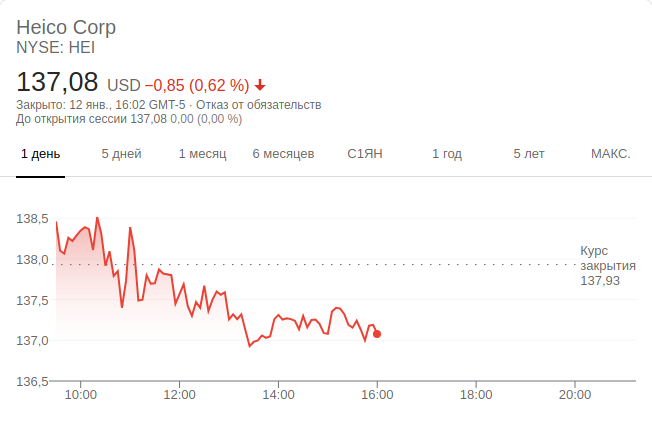 Heico Corp
NYSE: HEI
137,08 USD −0,85 (0,62 %)
Закрыто: 12 янв., 16:02 GMT-5 · Отказ от обязательств
До открытия сессии 137,08 0,00 (0,00 %)
1 день 5 дней 1 месяц 6 месяцев С1ЯН 1 год 5 лет МАКС.
138,5
138,0
137,5
137,0
136,5
Курс
закрытия
137,93
10:00 12:00 14:00 16:00 18:00 20:00